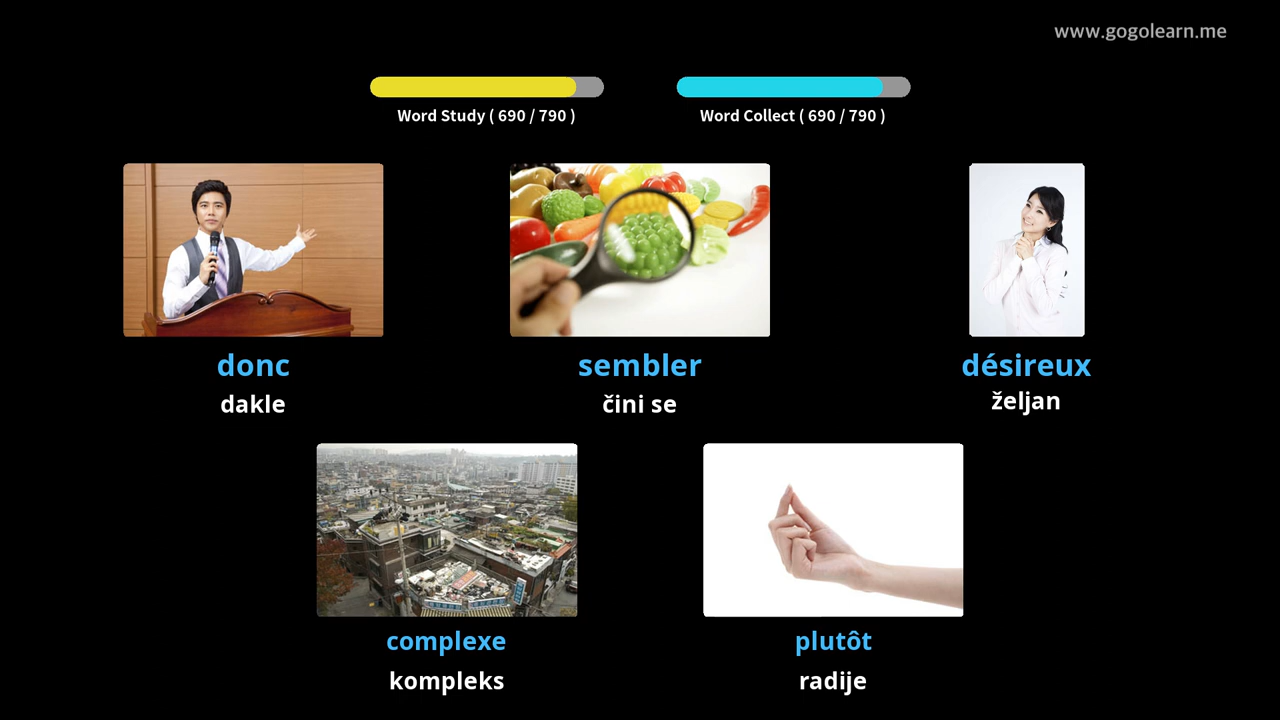 www.gogolearn.me
Word Study ( 690 / 790 )
Word Collect ( 690 / 790 )
donc
dakle
sembler
čini se
désireux
željan
complexe
kompleks
plutôt
radije